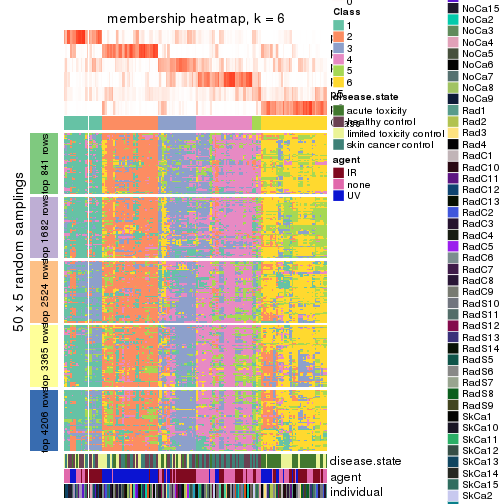 membership heatmap, k = 6
50 x 5 random samplings
top 841 rows
top 1682 rows
top 2524 rows
top 3365 rows
top 4206 rows
disease.state
agent
individual
Class
1
2
3
4
5
6
disease.state
acute toxicity
healthy control
limited toxicity control
skin cancer control
agent
IR
none
UV
NoCa15
NoCa2
NoCa3
NoCa4
NoCa5
NoCa6
NoCa7
NoCa8
NoCa9
Rad1
Rad2
Rad3
Rad4
RadC1
RadC10
RadC11
RadC12
RadC13
RadC2
RadC3
RadC4
RadC5
RadC6
RadC7
RadC8
RadC9
RadS10
RadS11
RadS12
RadS13
RadS14
RadS5
RadS6
RadS7
RadS8
RadS9
SkCa1
SkCa10
SkCa11
SkCa12
SkCa13
SkCa14
SkCa15
SkCa2